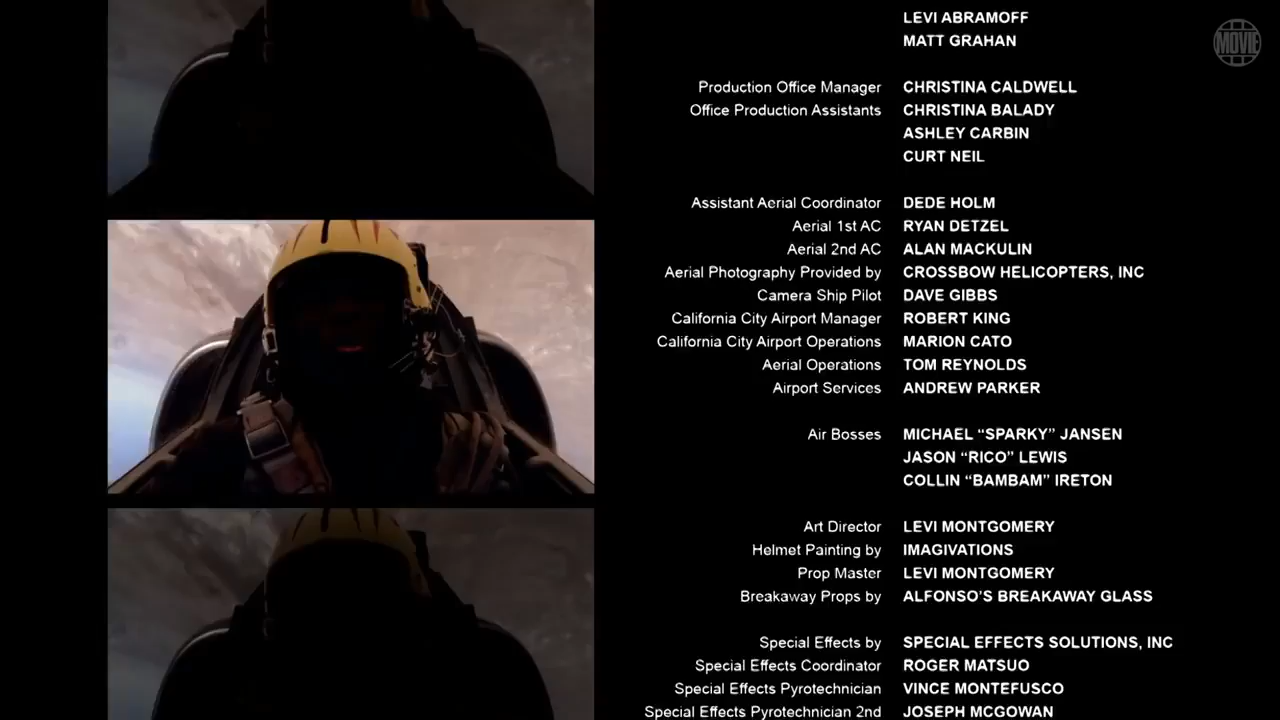 LEVI ABRAMOFF
MATT GRAHAN
MOVIE
Production Office Manager CHRISTINA CALDWELL
Office Production Assistants CHRISTINA BALADY
ASHLEY CARBIN
CURT NEIL
Assistant Aerial Coordinator DEDE HOLM
Aerial 1st AC RYAN DETZEL
Aerial 2nd AC ALAN MACKULIN
Aerial Photography Provided by CROSSBOW HELICOPTERS, INC
Camera Ship Pilot DAVE GIBBS
California City Airport Manager ROBERT KING
California City Airport Operations MARION CATO
Aerial Operations TOM REYNOLDS
Airport Services ANDREW PARKER
Air Bosses MICHAEL “SPARKY” JANSEN
JASON “RICO” LEWIS
COLLIN “BAMBAM” IRETON
Art Director LEVI MONTGOMERY
Helmet Painting by IMAGIVATIONS
Prop Master LEVI MONTGOMERY
Breakaway Props by ALFONSO’S BREAKAWAY GLASS
Special Effects by SPECIAL EFFECTS SOLUTIONS, INC
Special Effects Coordinator ROGER MATSUO
Special Effects Pyrotechnician VINCE MONTEFUSCO
Special Effects Pyrotechnician 2nd JOSEPH MCGOWAN